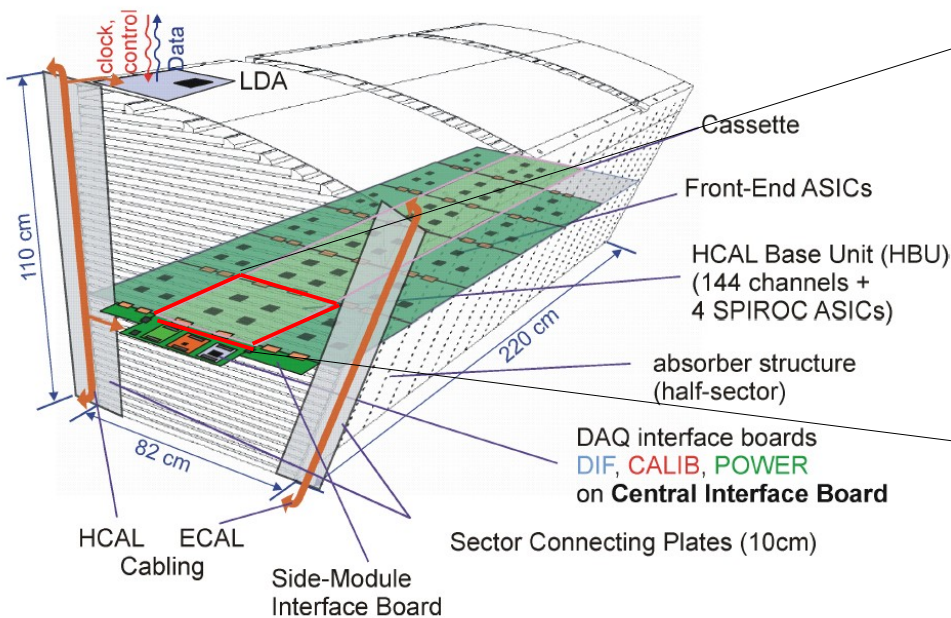 clock,
control
Data
LDA
Cassette
Front-End ASICs
110 cm
HCAL Base Unit (HBU)
(144 channels +
4 SPIROC ASICs)
220 cm
absorber structure
(half-sector)
82 cm
DAQ interface boards
DIF, CALIB, POWER
on Central Interface Board
HCAL ECAL
Cabling
Sector Connecting Plates (10cm)
Side-Module
Interface Board